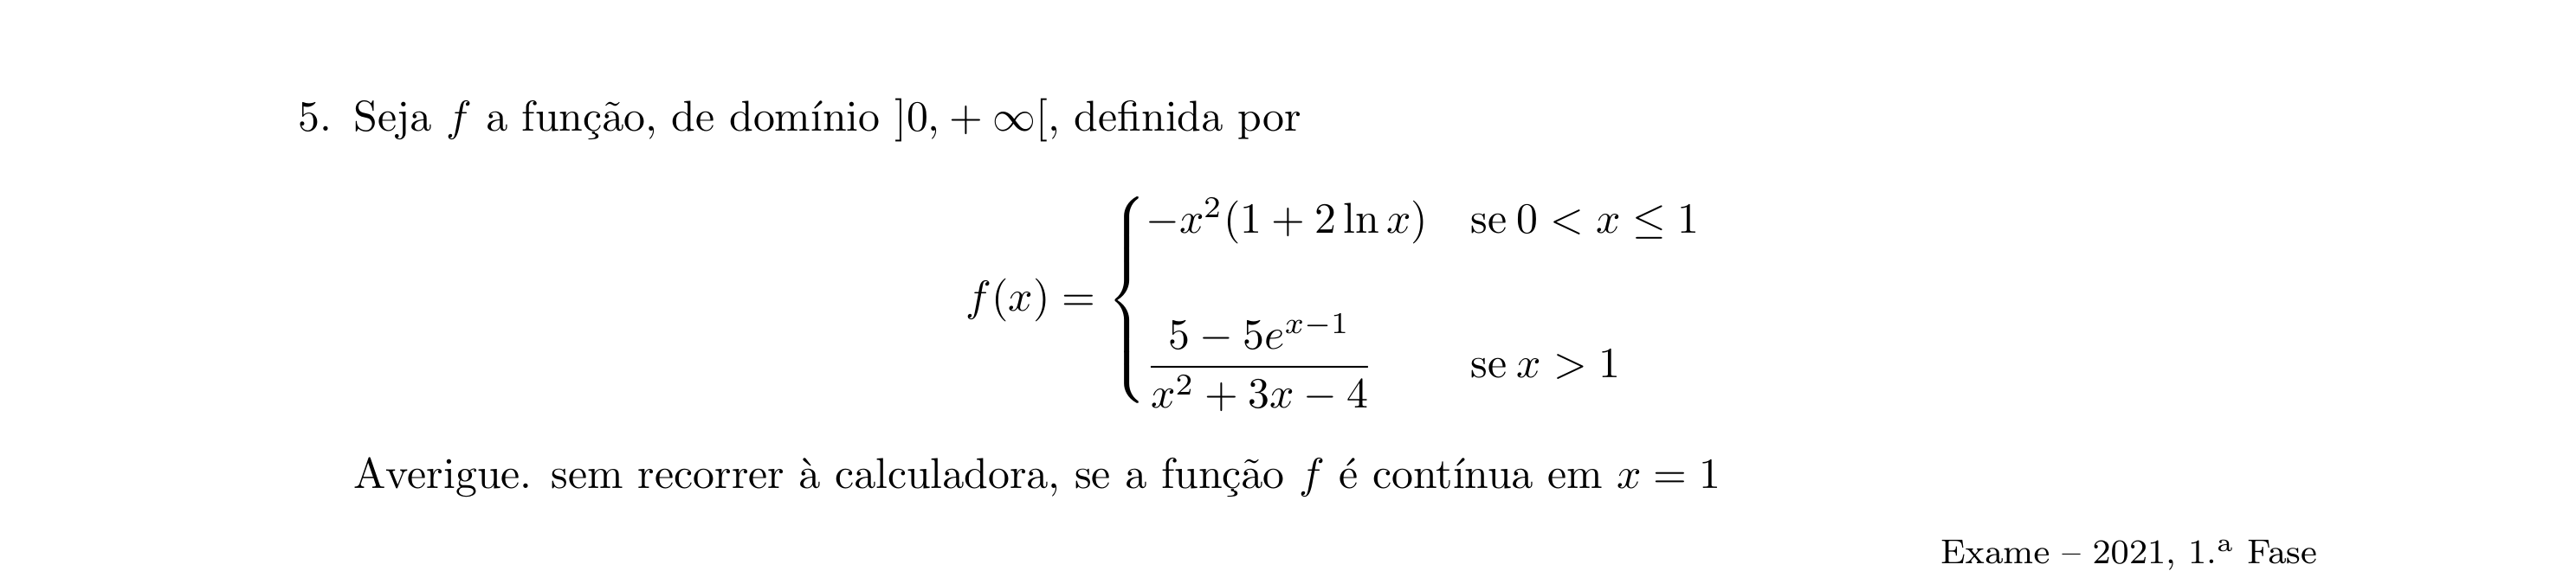 5. Seja f a função, de domínio ]0, + ∞[, definida por
f(x) = { −x²(1 + 2 ln x) se 0 < x ≤ 1
(5 − 5e^(x−1))/(x² + 3x − 4) se x > 1
Averigue. sem recorrer à calculadora, se a função f é contínua em x = 1
Exame – 2021, 1.ª Fase